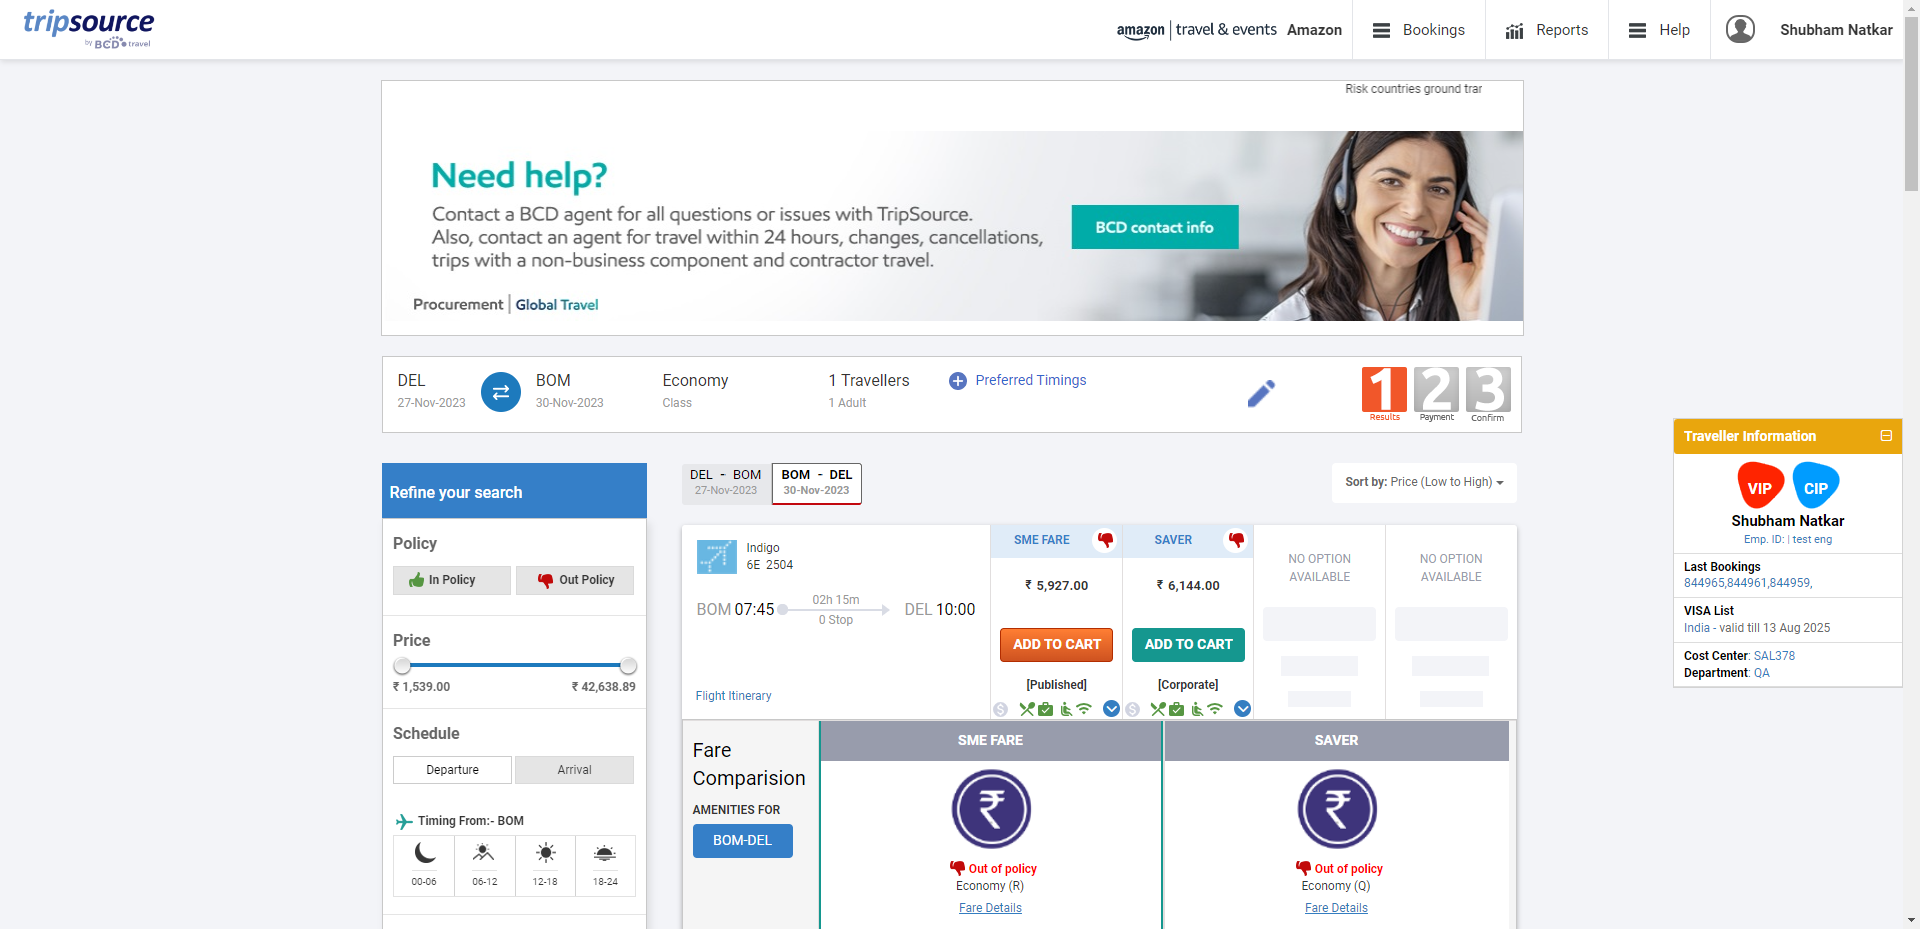 tripsource
by BCD travel
amazon | travel & events Amazon
Bookings
Reports
Help
Shubham Natkar
Risk countries ground trar
Need help?
Contact a BCD agent for all questions or issues with TripSource.
Also, contact an agent for travel within 24 hours, changes, cancellations,
trips with a non-business component and contractor travel.
BCD contact info
Procurement | Global Travel
DEL
27-Nov-2023
BOM
30-Nov-2023
Economy
Class
1 Travellers
1 Adult
Preferred Timings
1 2 3
Results Payment Confirm
Traveller Information
VIP CIP
Shubham Natkar
Emp. ID: | test eng
Last Bookings
844965,844961,844959,
VISA List
India - valid till 13 Aug 2025
Cost Center: SAL378
Department: QA
Refine your search
Policy
In Policy
Out Policy
Price
₹ 1,539.00
₹ 42,638.89
Schedule
Departure
Arrival
Timing From:- BOM
00-06 06-12 12-18 18-24
DEL - BOM
27-Nov-2023
BOM - DEL
30-Nov-2023
Sort by: Price (Low to High)
Indigo
6E 2504
BOM 07:45
02h 15m
0 Stop
DEL 10:00
Flight Itinerary
SME FARE
₹ 5,927.00
ADD TO CART
[Published]
SAVER
₹ 6,144.00
ADD TO CART
[Corporate]
NO OPTION
AVAILABLE
NO OPTION
AVAILABLE
Fare
Comparision
AMENITIES FOR
BOM-DEL
SME FARE
₹
Out of policy
Economy (R)
Fare Details
SAVER
₹
Out of policy
Economy (Q)
Fare Details